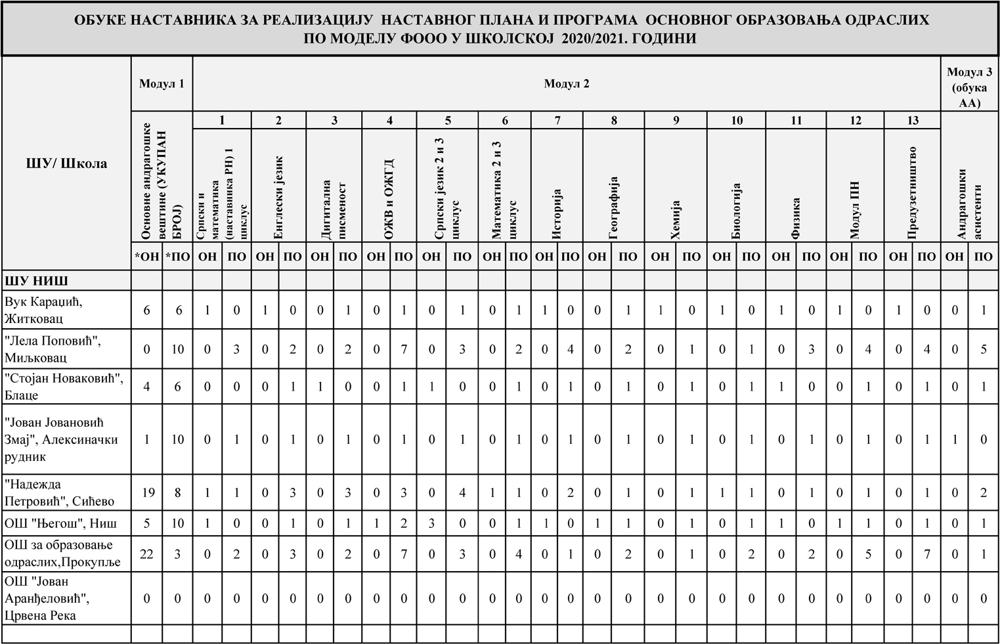 ОБУКЕ НАСТАВНИКА ЗА РЕАЛИЗАЦИЈУ НАСТАВНОГ ПЛАНА И ПРОГРАМА ОСНОВНОГ ОБРАЗОВАЊА ОДРАСЛИХ
ПО МОДЕЛУ ФООО У ШКОЛСКОЈ 2020/2021. ГОДИНИ
ШУ/ Школа
Модул 1
Модул 2
Модул 3
(обука
АА)
1 2 3 4 5 6 7 8 9 10 11 12 13
Основне андрагошке
вештине (УКУПАН
БРОЈ)
Српски и
математика
(наставника РН) 1
циклус
Енглески језик
Дигитална
писменост
ОЖВ и ОЖГД
Српски језик 2 и 3
циклус
Математика 2 и 3
циклус
Историја
Географија
Хемија
Биологија
Физика
Модул ПН
Предузетништво
Андрагошки
асистенти
*ОН *ПО ОН ПО ОН ПО ОН ПО ОН ПО ОН ПО ОН ПО ОН ПО ОН ПО ОН ПО ОН ПО ОН ПО ОН ПО ОН ПО ОН ПО
ШУ НИШ
Вук Караџић,
Житковац
6 6 1 0 1 0 0 1 0 1 0 1 0 1 1 0 0 1 1 0 1 0 1 0 1 0 1 0 0 1
"Лела Поповић",
Миљковац
0 10 0 3 0 2 0 2 0 7 0 3 0 2 0 4 0 2 0 1 0 1 0 3 0 4 0 4 0 5
"Стојан Новаковић",
Блаце
4 6 0 0 0 1 1 0 0 1 1 0 0 1 0 1 0 1 0 1 0 1 1 0 0 1 0 1 0 1
"Јован Јовановић
Змај", Алексиначки
рудник
1 10 0 1 0 1 0 1 0 1 0 1 0 1 0 1 0 1 0 1 0 1 0 1 0 1 0 1 1 0
"Надежда
Петровић", Сићево
19 8 1 1 0 3 0 3 0 3 0 4 1 1 0 2 0 1 0 1 1 1 0 1 0 1 0 1 0 2
ОШ "Његош", Ниш
5 10 1 0 0 1 0 1 1 2 3 0 0 1 1 0 1 1 0 1 0 1 1 0 1 1 0 1 0 1
ОШ за образовање
одраслих,Прокупље
22 3 0 2 0 3 0 2 0 7 0 3 0 4 0 1 0 2 0 1 0 2 0 2 0 5 0 7 0 1
ОШ "Јован
Аранђеловић",
Црвена Река
0 0 0 0 0 0 0 0 0 0 0 0 0 0 0 0 0 0 0 0 0 0 0 0 0 0 0 0 0 0